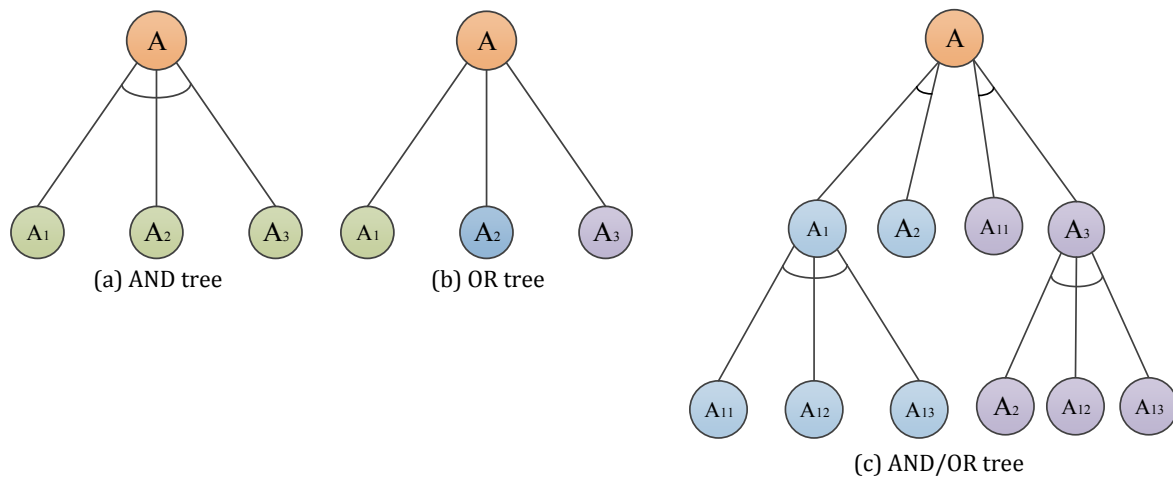 A
A1
A2
A3
(a) AND tree
A
A1
A2
A3
(b) OR tree
A
A1
A2
A11
A3
A11
A12
A13
A2
A12
A13
(c) AND/OR tree